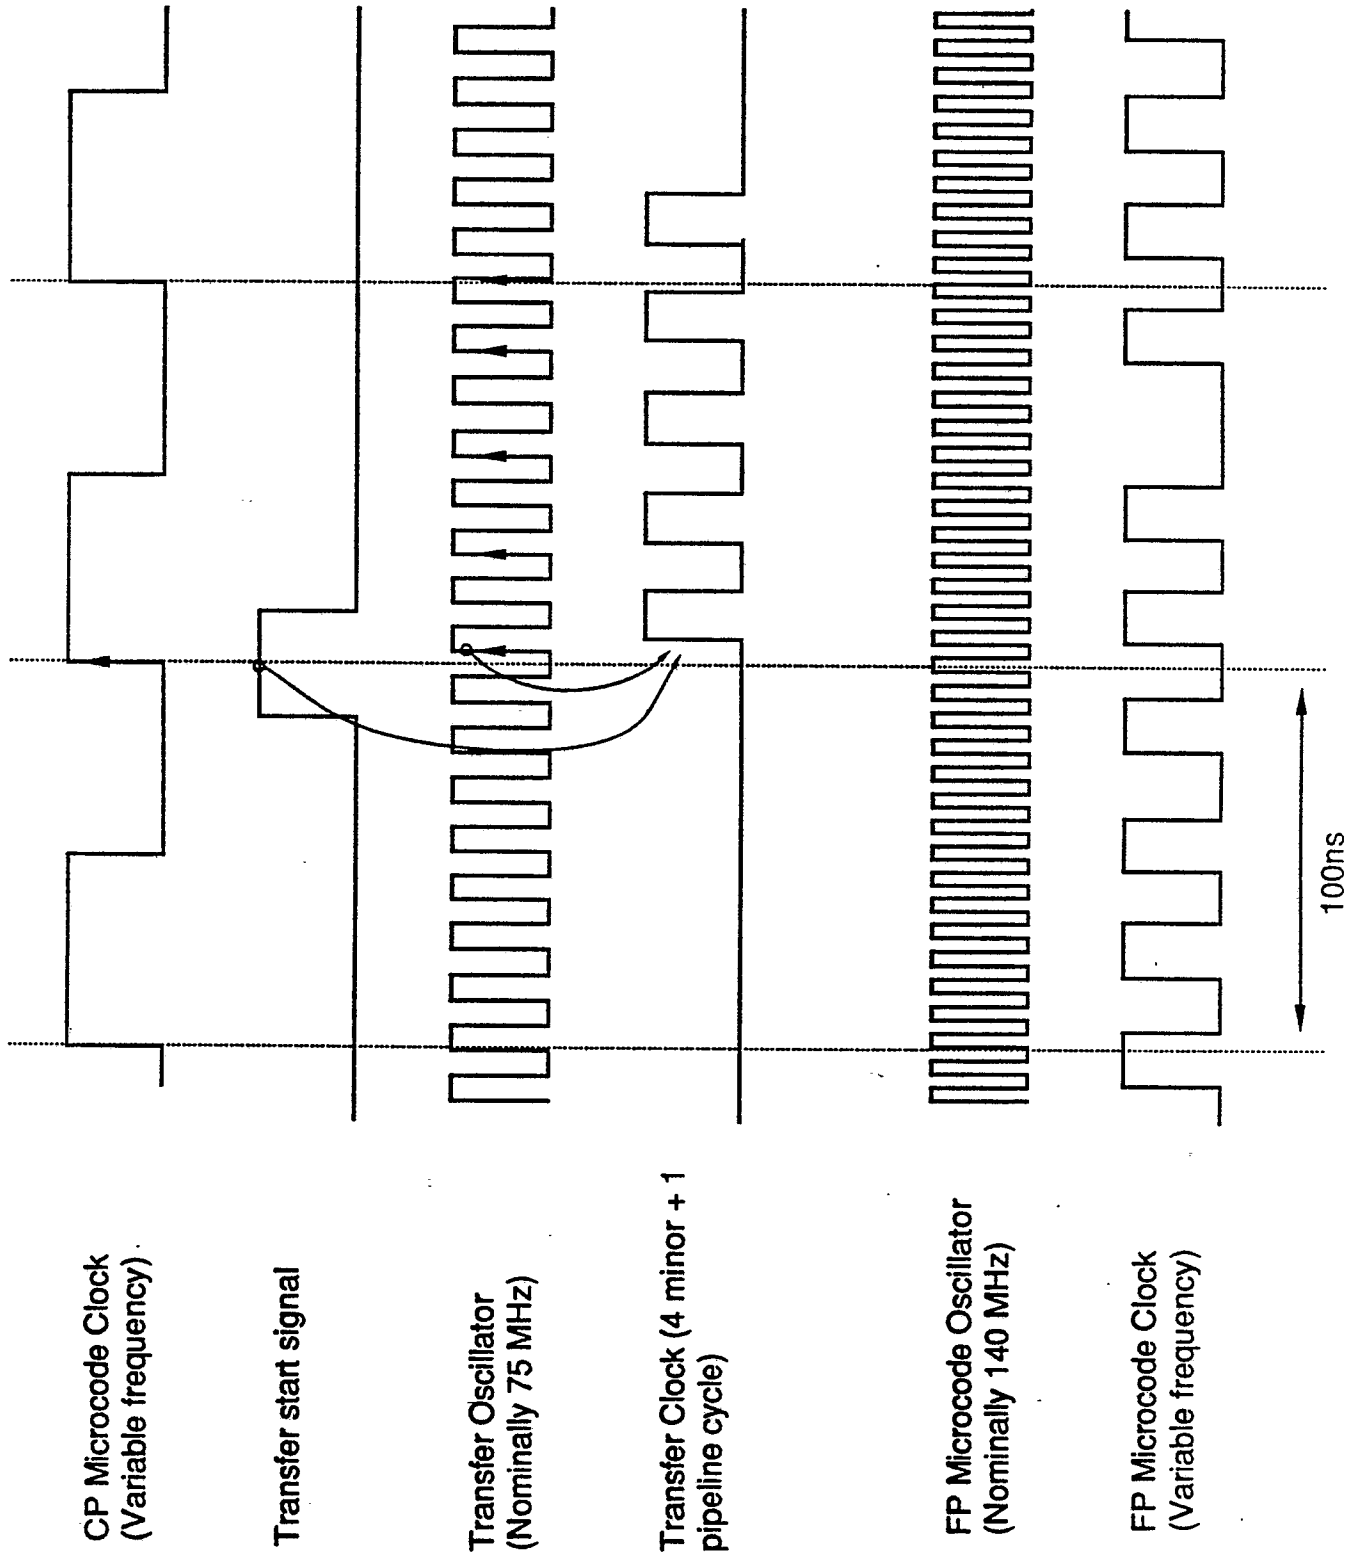 CP Microcode Clock
(Variable frequency)
Transfer start signal
Transfer Oscillator
(Nominally 75 MHz)
Transfer Clock (4 minor + 1
pipeline cycle)
FP Microcode Oscillator
(Nominally 140 MHz)
FP Microcode Clock
(Variable frequency)
100ns